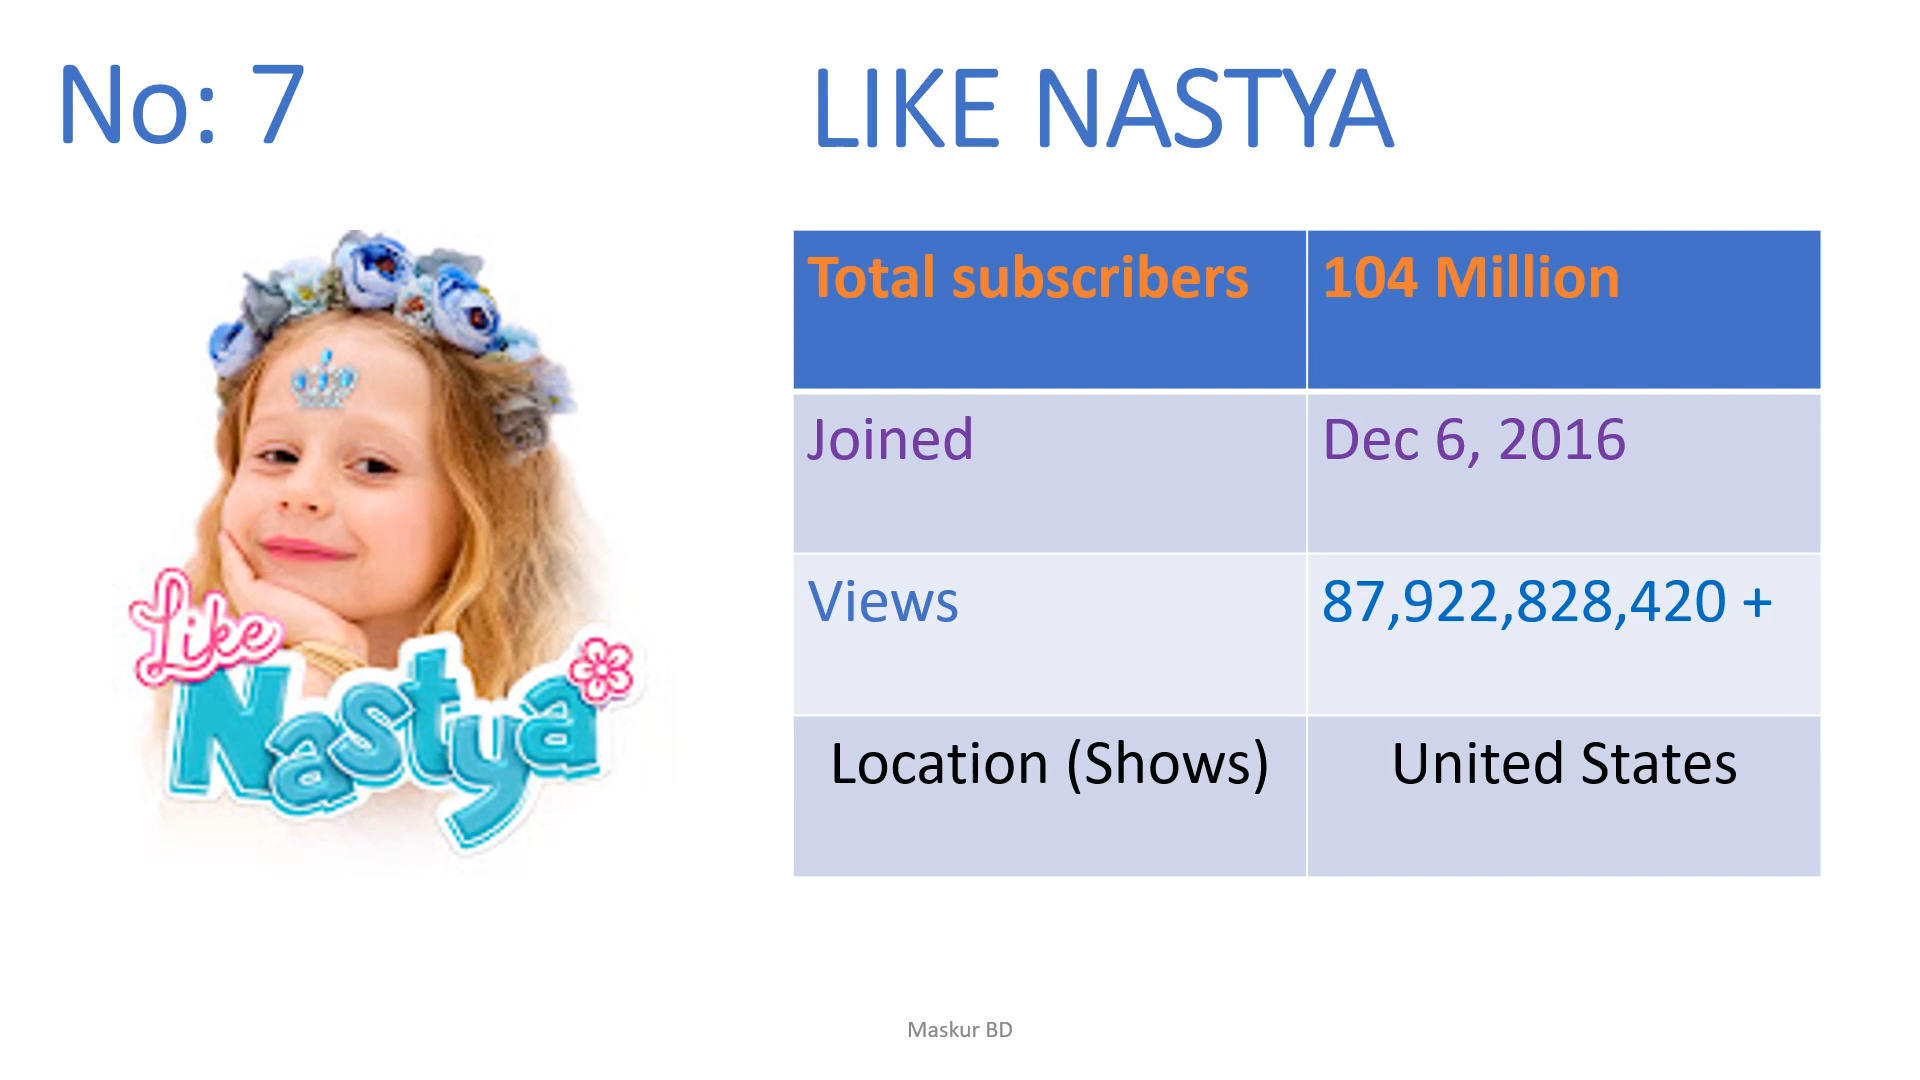 No: 7
LIKE NASTYA
Like
Nastya
Total subscribers 104 Million
Joined Dec 6, 2016
Views 87,922,828,420 +
Location (Shows) United States
Maskur BD